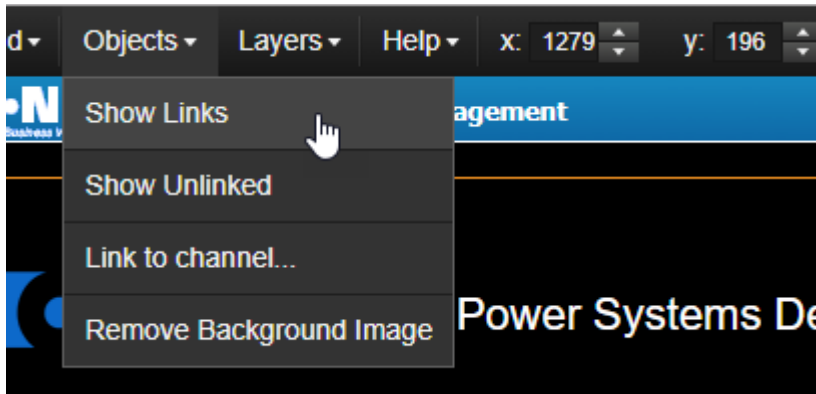 d Objects Layers Help x: 1279 y: 196
N agement
Business
Show Links
Show Unlinked
Link to channel...
Remove Background Image
Power Systems De